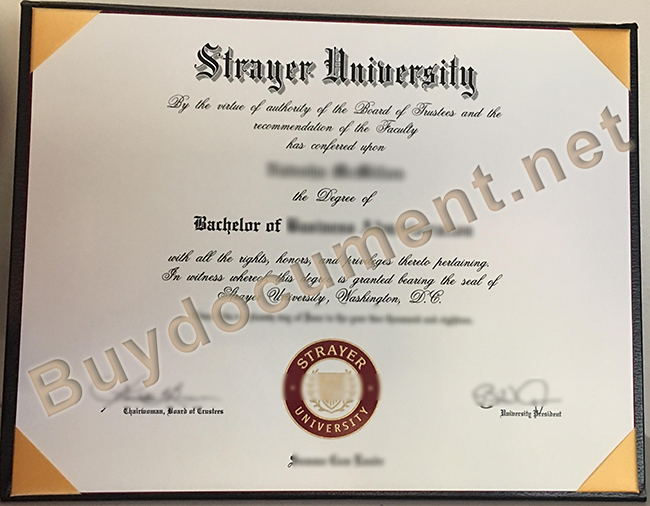 Strayer University
By the virtue of authority of the Board of Trustees and the
recommendation of the Faculty
has conferred upon
the Degree of
Bachelor of
with all the rights, honors, and privileges thereto pertaining.
In witness whereof this degree is granted bearing the seal of
Strayer University, Washington, D.C.
Buydocument.net
STRAYER
UNIVERSITY
Chairwoman, Board of Trustees
University President